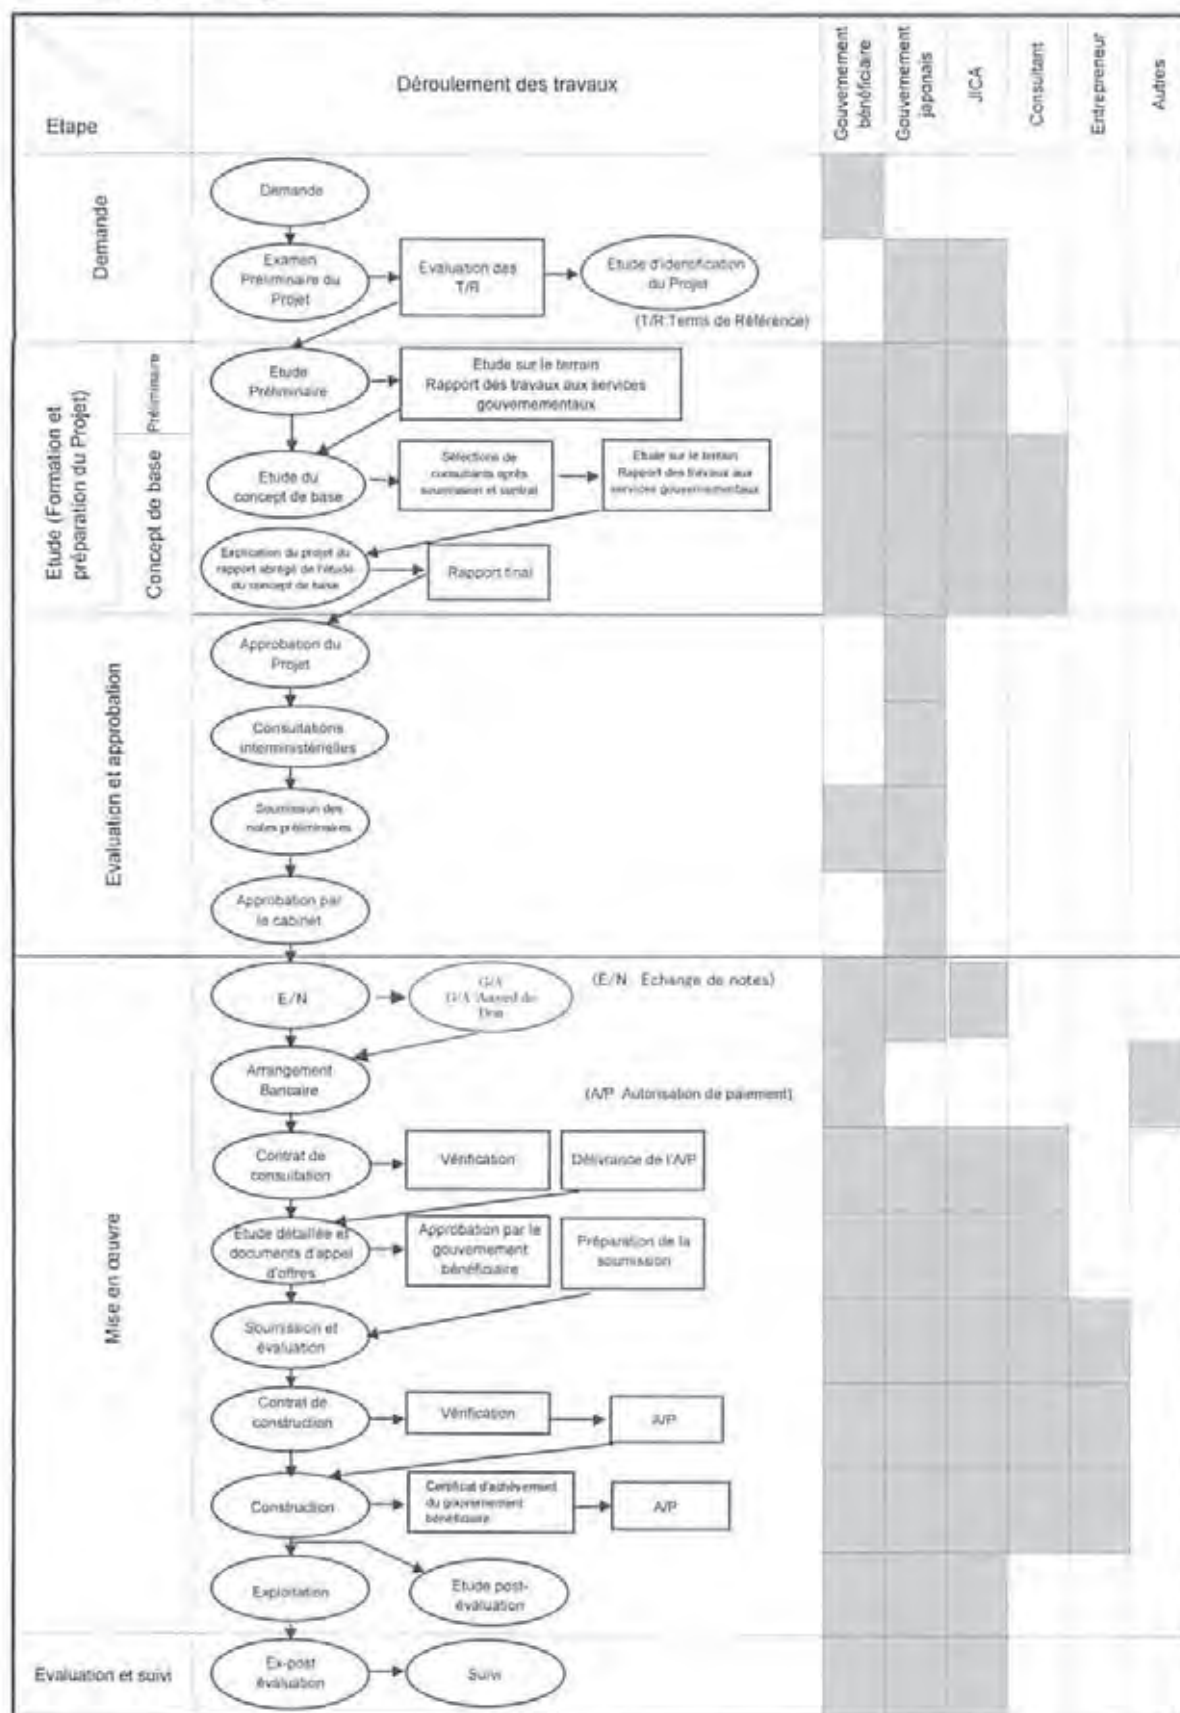 Etape
Déroulement des travaux
Gouvernement
bénéficiaire
Gouvernement
japonais
JICA
Consultant
Entrepreneur
Autres
Demande
Demande
Examen
Préliminaire du
Projet
Evaluation des
T/R
Etude d'identification
du Projet
(T/R:Terms de Référence)
Etude (Formation et
préparation du Projet)
Préliminaire
Etude
Préliminaire
Etude sur le terrain
Rapport des travaux aux services
gouvernementaux
Concept de base
Etude du
concept de base
Sélections de
consultants après
soumission et contrat
Etude sur le terrain
Rapport des travaux aux
services gouvernementaux
Explication du projet du
rapport abrégé de l'étude
du concept de base
Rapport final
Evaluation et approbation
Approbation du
Projet
Consultations
interministérielles
Soumission des
notes préliminaires
Approbation par
le cabinet
Mise en œuvre
E/N
G/A
G/A Accord de
Don
(E/N : Echange de notes)
Arrangement
Bancaire
(A/P Autorisation de paiement)
Contrat de
consultation
Vérification
Délivrance de l'A/P
Etude détaillée et
documents d'appel
d'offres
Approbation par le
gouvernement
bénéficiaire
Préparation de la
soumission
Soumission et
évaluation
Contrat de
construction
Vérification
A/P
Construction
Certificat d'achèvement
du gouvernement
bénéficiaire
A/P
Exploitation
Etude post-
évaluation
Evaluation et suivi
Ex-post
évaluation
Suivi